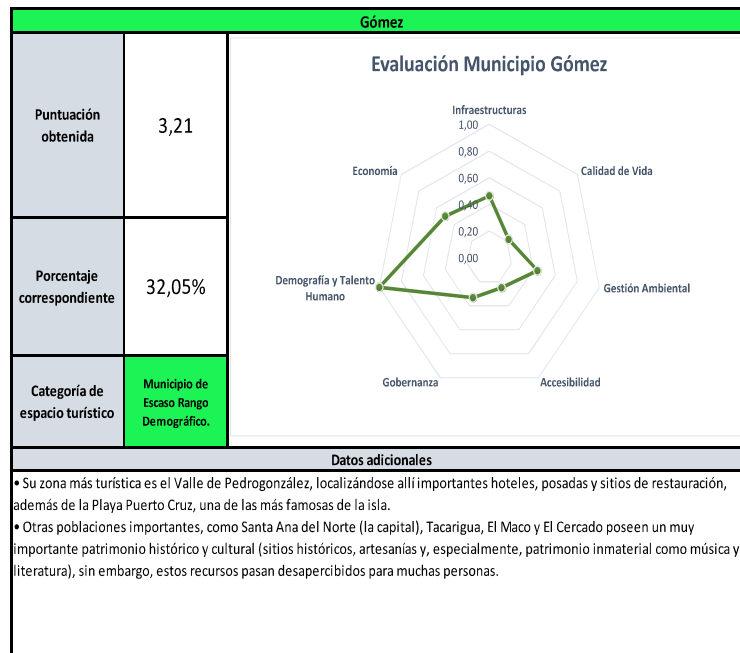 Gómez
Puntuación
obtenida
3,21
Porcentaje
correspondiente
32,05%
Categoría de
espacio turístico
Municipio de
Escaso Rango
Demográfico.
Evaluación Municipio Gómez
Infraestructuras
1,00
0,80
0,60
0,40
0,20
0,00
Calidad de Vida
Gestión Ambiental
Accesibilidad
Gobernanza
Demografía y Talento
Humano
Economía
Datos adicionales
• Su zona más turística es el Valle de Pedrogonzález, localizándose allí importantes hoteles, posadas y sitios de restauración,
además de la Playa Puerto Cruz, una de las más famosas de la isla.
• Otras poblaciones importantes, como Santa Ana del Norte (la capital), Tacarigua, El Maco y El Cercado poseen un muy
importante patrimonio histórico y cultural (sitios históricos, artesanías y, especialmente, patrimonio inmaterial como música y
literatura), sin embargo, estos recursos pasan desapercibidos para muchas personas.